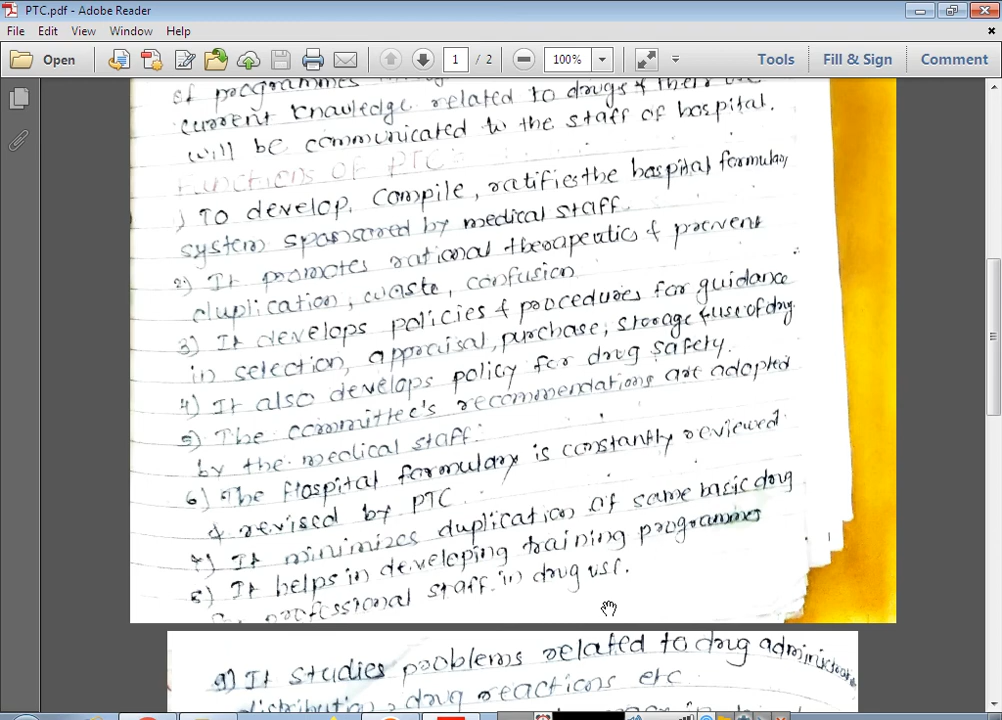 PTC.pdf - Adobe Reader
File Edit View Window Help
Open 1 / 2 100% Tools Fill & Sign Comment
of programmes
current knowledge related to drugs & their
will be communicated to the staff of hospital.
Functions of PTC:
1) To develop, compile, ratifies the hospital formulary
system sponsored by medical staff.
2) It promotes rational therapeutics & prevent
duplication, waste, confusion
3) It develops policies & procedures for guidance
in selection, appraisal, purchase, storage & use of drug
4) It also develops policy for drug safety.
5) The committee's recommendations are adopted
by the medical staff.
6) The Hospital formulary is constantly reviewed
& revised by PTC
7) It minimizes duplication of same basic drug
8) It helps in developing training programmes
professional staff in drug use.
9) It studies problems related to drug
distribution, drug reactions etc